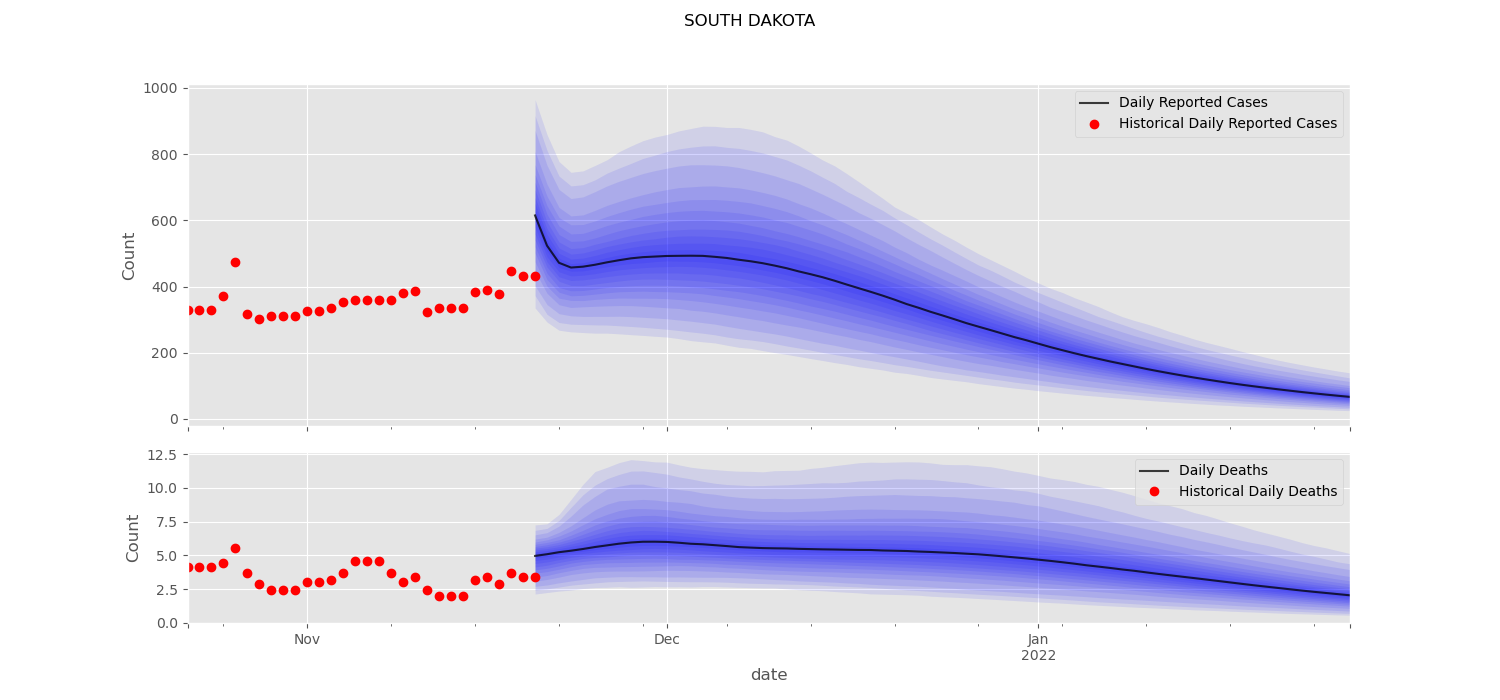 SOUTH DAKOTA
1000
800
600
400
200
0
Count
Daily Reported Cases
Historical Daily Reported Cases
12.5
10.0
7.5
5.0
2.5
0.0
Count
Daily Deaths
Historical Daily Deaths
Nov
Dec
Jan
2022
date